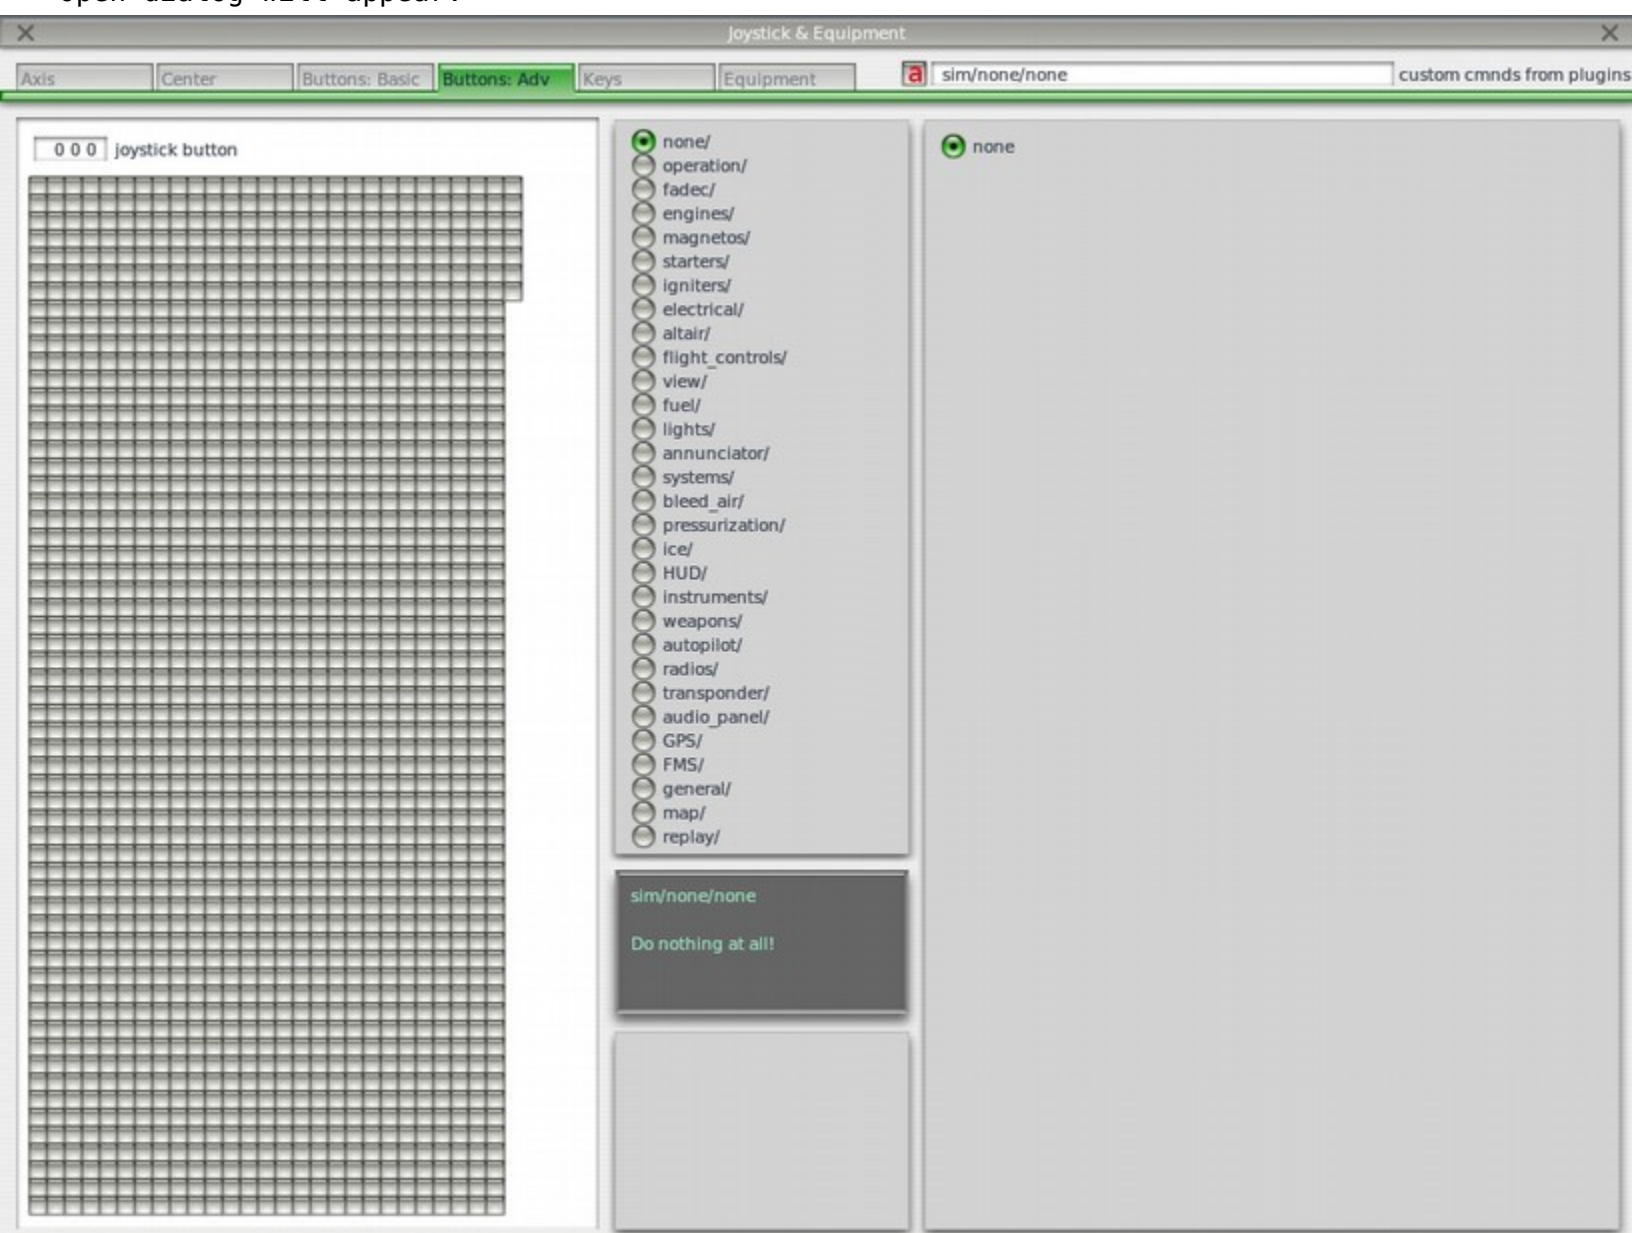 open dialog will appear.
Joystick & Equipment
Axis
Center
Buttons: Basic
Buttons: Adv
Keys
Equipment
a
sim/none/none
custom cmnds from plugins
0 0 0 joystick button
none/
operation/
fadec/
engines/
magnetos/
starters/
igniters/
electrical/
altair/
flight_controls/
view/
fuel/
lights/
annunciator/
systems/
bleed_air/
pressurization/
ice/
HUD/
instruments/
weapons/
autopilot/
radios/
transponder/
audio_panel/
GPS/
FMS/
general/
map/
replay/
sim/none/none
Do nothing at all!
none